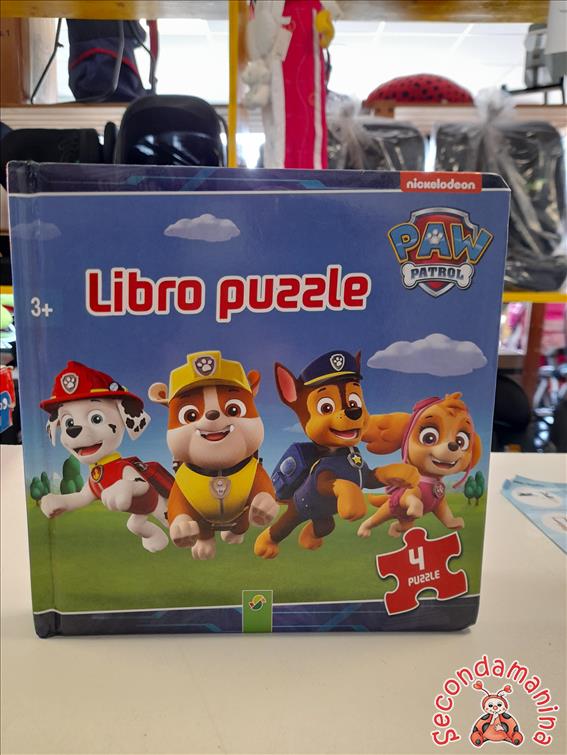 nickelodeon
PAW
PATROL
Libro puzzle
3+
4
PUZZLE
secondamanina